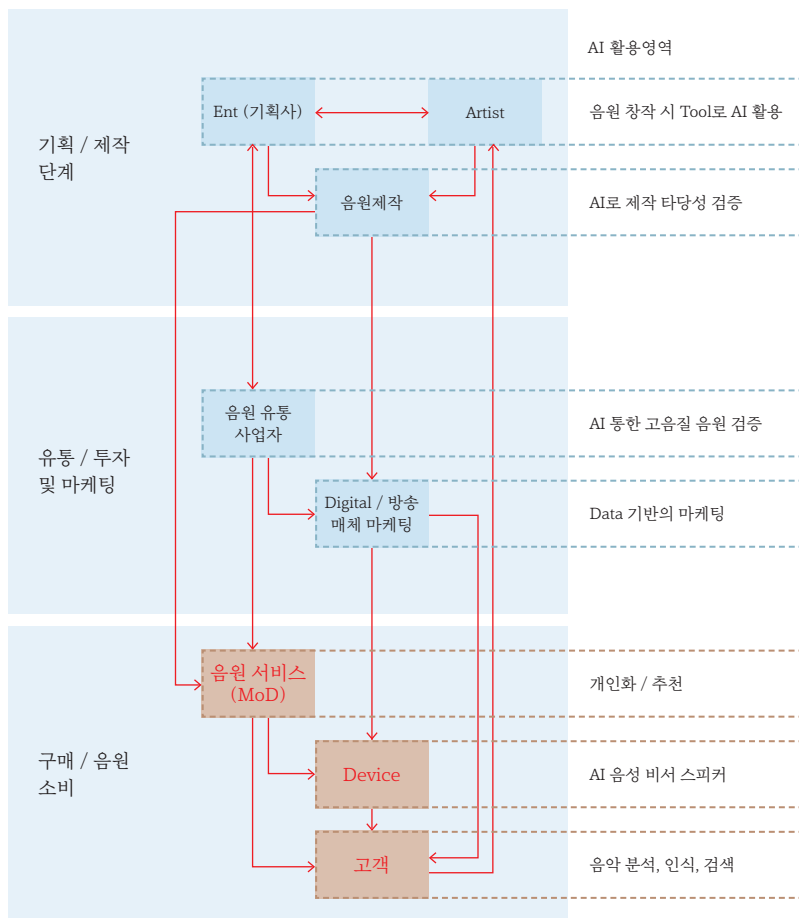 AI 활용영역
기획 / 제작
단계
Ent (기획사)
Artist
음원 창작 시 Tool로 AI 활용
음원제작
AI로 제작 타당성 검증
유통 / 투자
및 마케팅
음원 유통
사업자
AI 통한 고음질 음원 검증
Digital / 방송
매체 마케팅
Data 기반의 마케팅
구매 / 음원
소비
음원 서비스
(MoD)
개인화 / 추천
Device
AI 음성 비서 스피커
고객
음악 분석, 인식, 검색